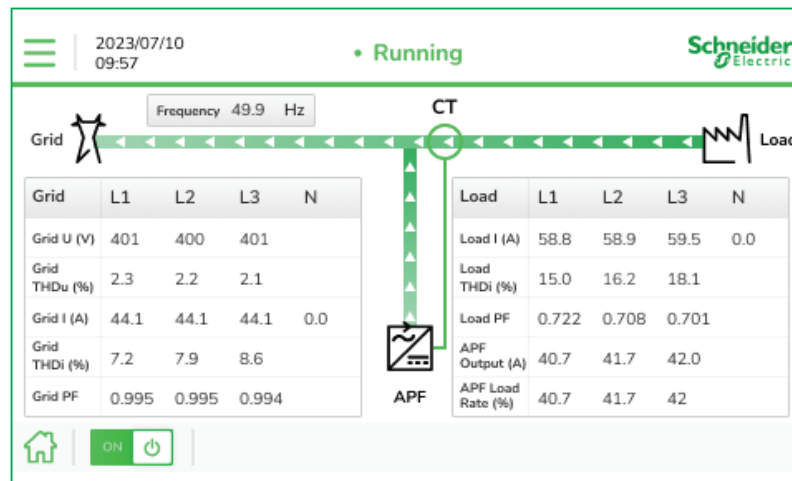 2023/07/10
09:57
• Running
Schneider
Electric
Frequency 49.9 Hz
CT
Grid
Load
Grid L1 L2 L3 N
Grid U (V) 401 400 401
Grid
THDu (%) 2.3 2.2 2.1
Grid I (A) 44.1 44.1 44.1 0.0
Grid
THDi (%) 7.2 7.9 8.6
Grid PF 0.995 0.995 0.994
APF
Load L1 L2 L3 N
Load I (A) 58.8 58.9 59.5 0.0
Load
THDi (%) 15.0 16.2 18.1
Load PF 0.722 0.708 0.701
APF
Output (A) 40.7 41.7 42.0
APF Load
Rate (%) 40.7 41.7 42
ON